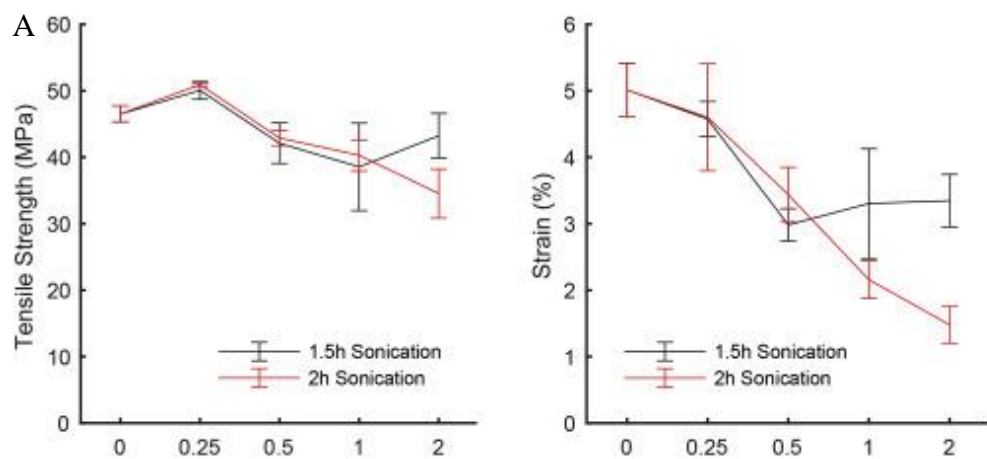 A
Tensile Strength (MPa)
60
50
40
30
20
10
0
0 0.25 0.5 1 2
1.5h Sonication
2h Sonication
Strain (%)
6
5
4
3
2
1
0
0 0.25 0.5 1 2
1.5h Sonication
2h Sonication